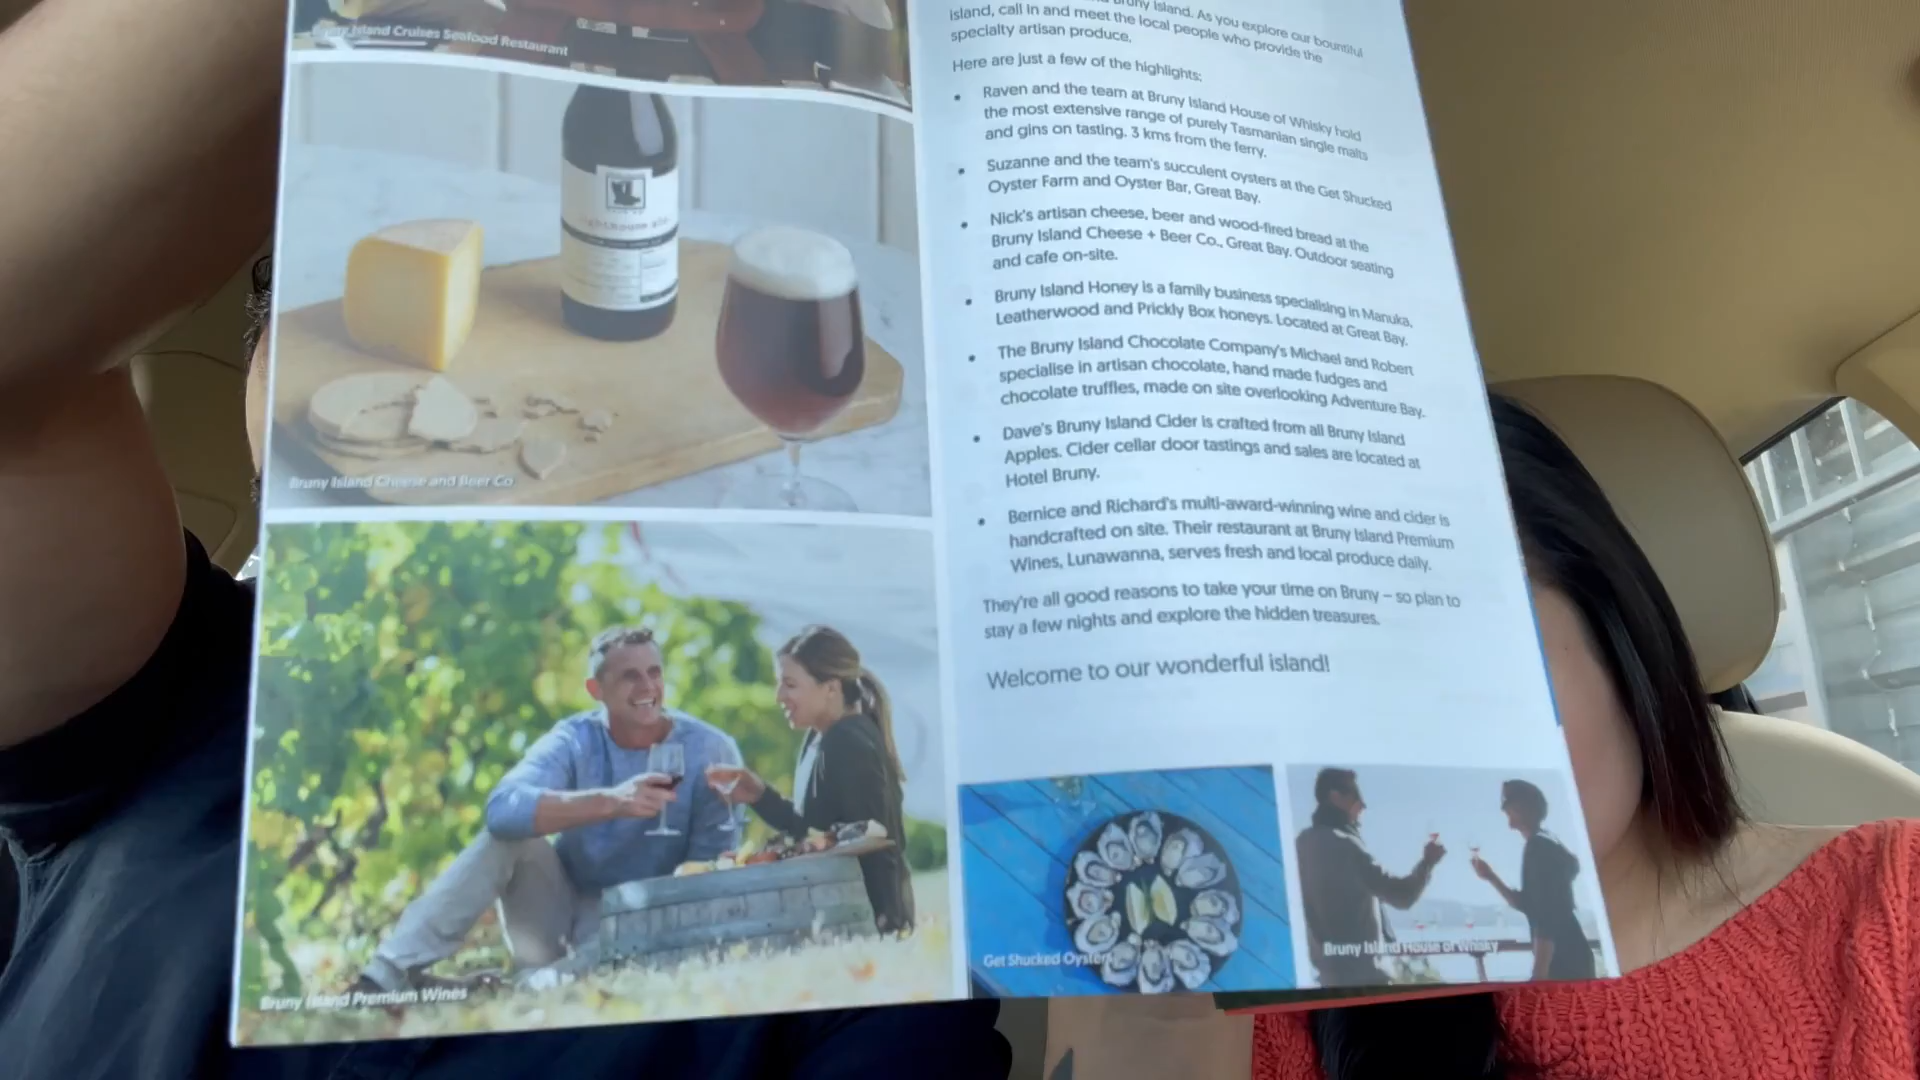 Bruny Island Cruises Seafood Restaurant
Bruny Island Cheese and Beer Co
Bruny Island Premium Wines
Bruny Island. As you explore our bountiful
island, call in and meet the local people who provide the
specialty artisan produce.
Here are just a few of the highlights:
• Raven and the team at Bruny Island House of Whisky hold
the most extensive range of purely Tasmanian single malts
and gins on tasting. 3 kms from the ferry.
• Suzanne and the team's succulent oysters at the Get Shucked
Oyster Farm and Oyster Bar, Great Bay.
• Nick's artisan cheese, beer and wood-fired bread at the
Bruny Island Cheese + Beer Co., Great Bay. Outdoor seating
and cafe on-site.
• Bruny Island Honey is a family business specialising in Manuka,
Leatherwood and Prickly Box honeys. Located at Great Bay.
• The Bruny Island Chocolate Company's Michael and Robert
specialise in artisan chocolate, hand made fudges and
chocolate truffles, made on site overlooking Adventure Bay.
• Dave's Bruny Island Cider is crafted from all Bruny Island
Apples. Cider cellar door tastings and sales are located at
Hotel Bruny.
• Bernice and Richard's multi-award-winning wine and cider is
handcrafted on site. Their restaurant at Bruny Island Premium
Wines, Lunawanna, serves fresh and local produce daily.
They're all good reasons to take your time on Bruny – so plan to
stay a few nights and explore the hidden treasures.
Welcome to our wonderful island!
Get Shucked Oysters
Bruny Island House of Whisky